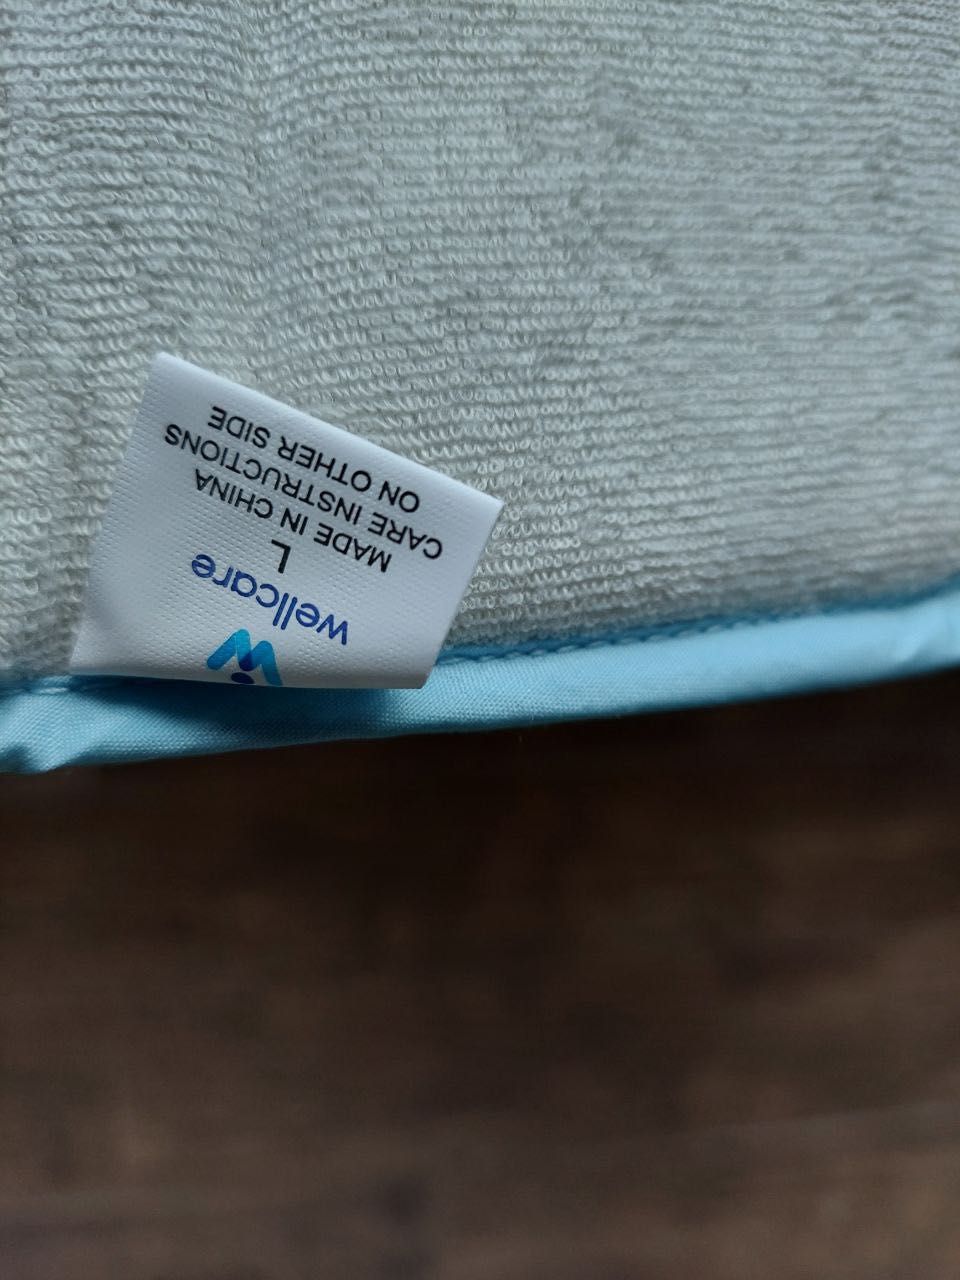 wellcare
L
MADE IN CHINA
CARE INSTRUCTIONS
ON OTHER SIDE